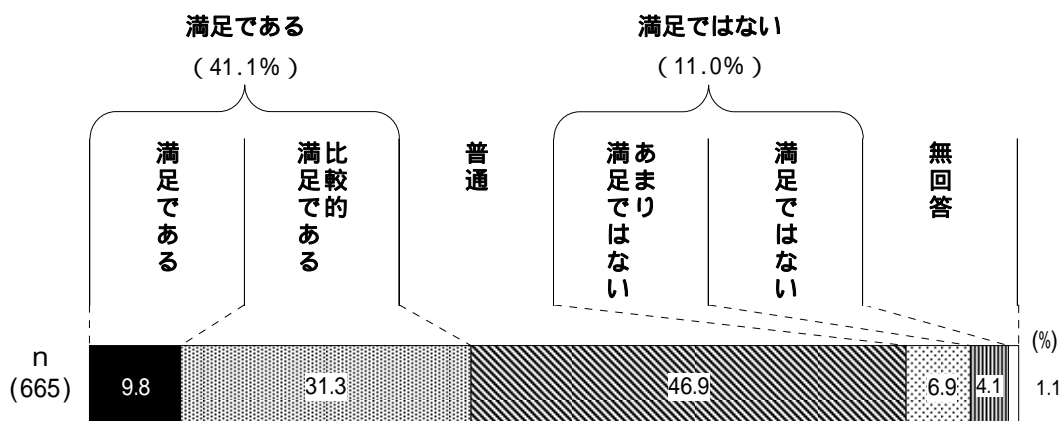 満足である
満足ではない
(41.1%)
(11.0%)
満足である
比較的
満足である
普通
あまり
満足ではない
満足ではない
無回答
(%)
n
(665)
9.8
31.3
46.9
6.9
4.1
1.1